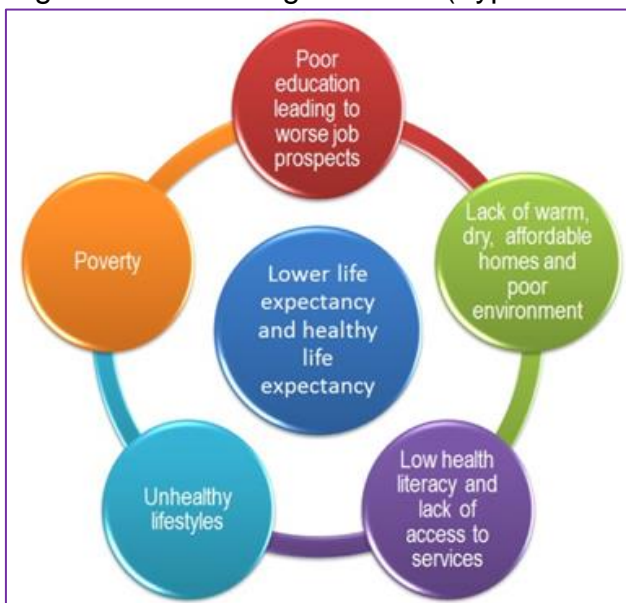 Poor
education
leading to
worse job
prospects
Lack of warm,
dry, affordable
homes and
poor
environment
Low health
literacy and
lack of
access to
services
Unhealthy
lifestyles
Poverty
Lower life
expectancy
and healthy
life
expectancy